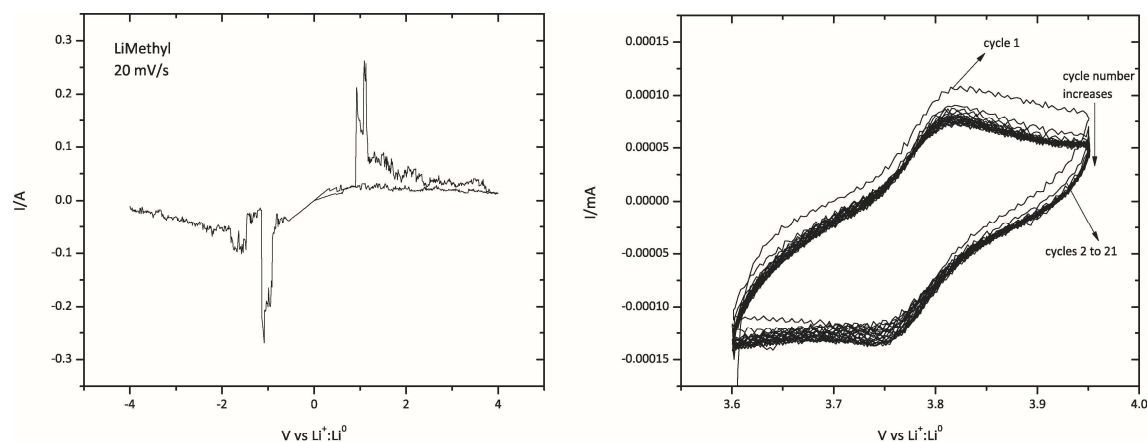 LiMethyl
20 mV/s
0.3
0.2
0.1
0.0
-0.1
-0.2
-0.3
I/A
-4
-2
0
2
4
V vs Li⁺:Li⁰
cycle 1
cycle number
increases
cycles 2 to 21
0.00015
0.00010
0.00005
0.00000
-0.00005
-0.00010
-0.00015
I/mA
3.6
3.7
3.8
3.9
4.0
V vs Li⁺:Li⁰